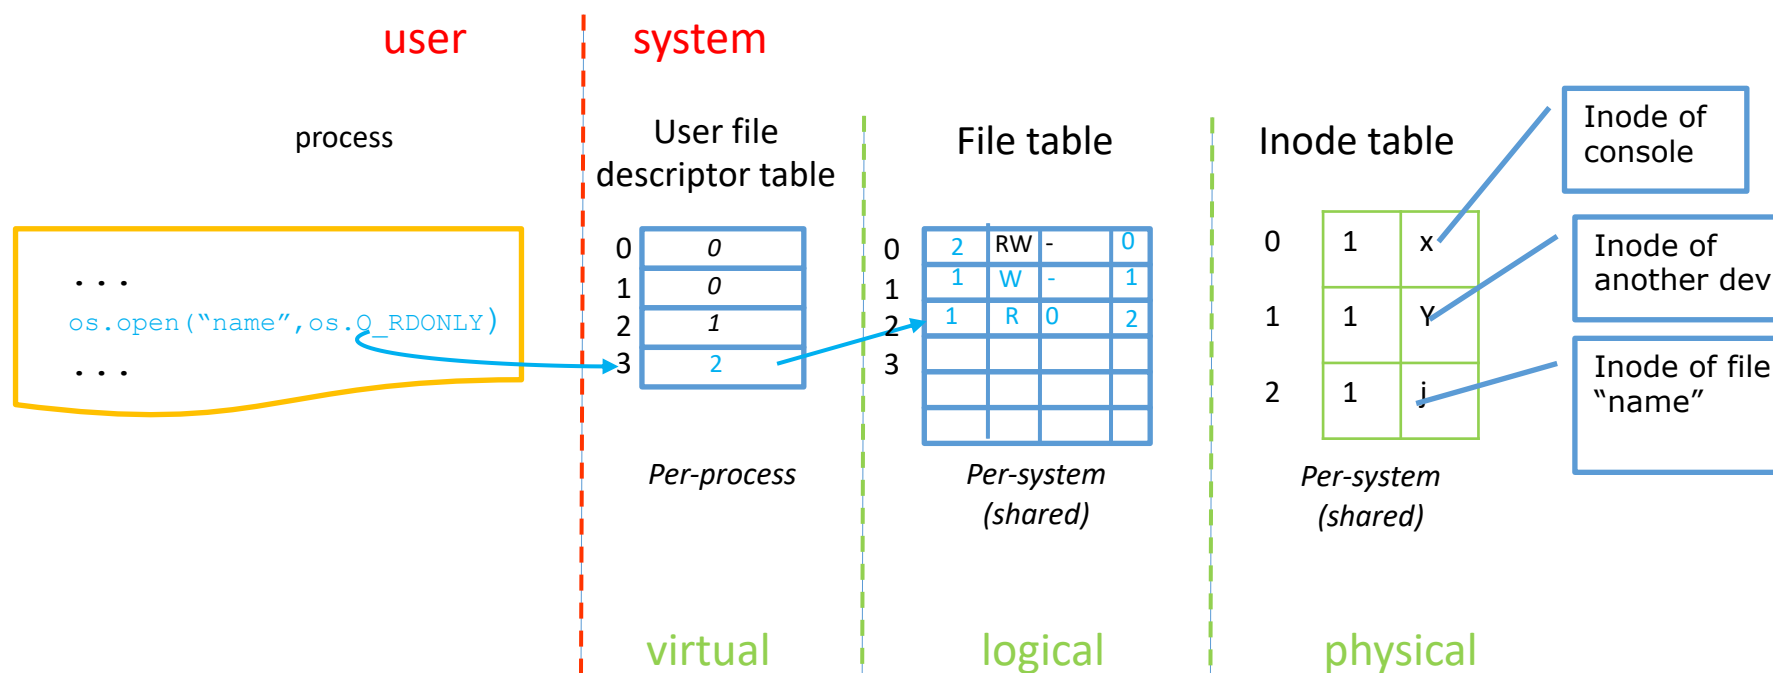 user
system
process
User file
descriptor table
File table
Inode table
Inode of
console
...
os.open(“name”,os.O_RDONLY)
...
0 0
1 0
2 1
3 2
0 2 RW - 0
1 1 W - 1
2 1 R 0 2
3
0 1 x
1 1 Y
2 1 j
Inode of
another dev
Inode of file
“name”
Per-process
Per-system
(shared)
Per-system
(shared)
virtual
logical
physical